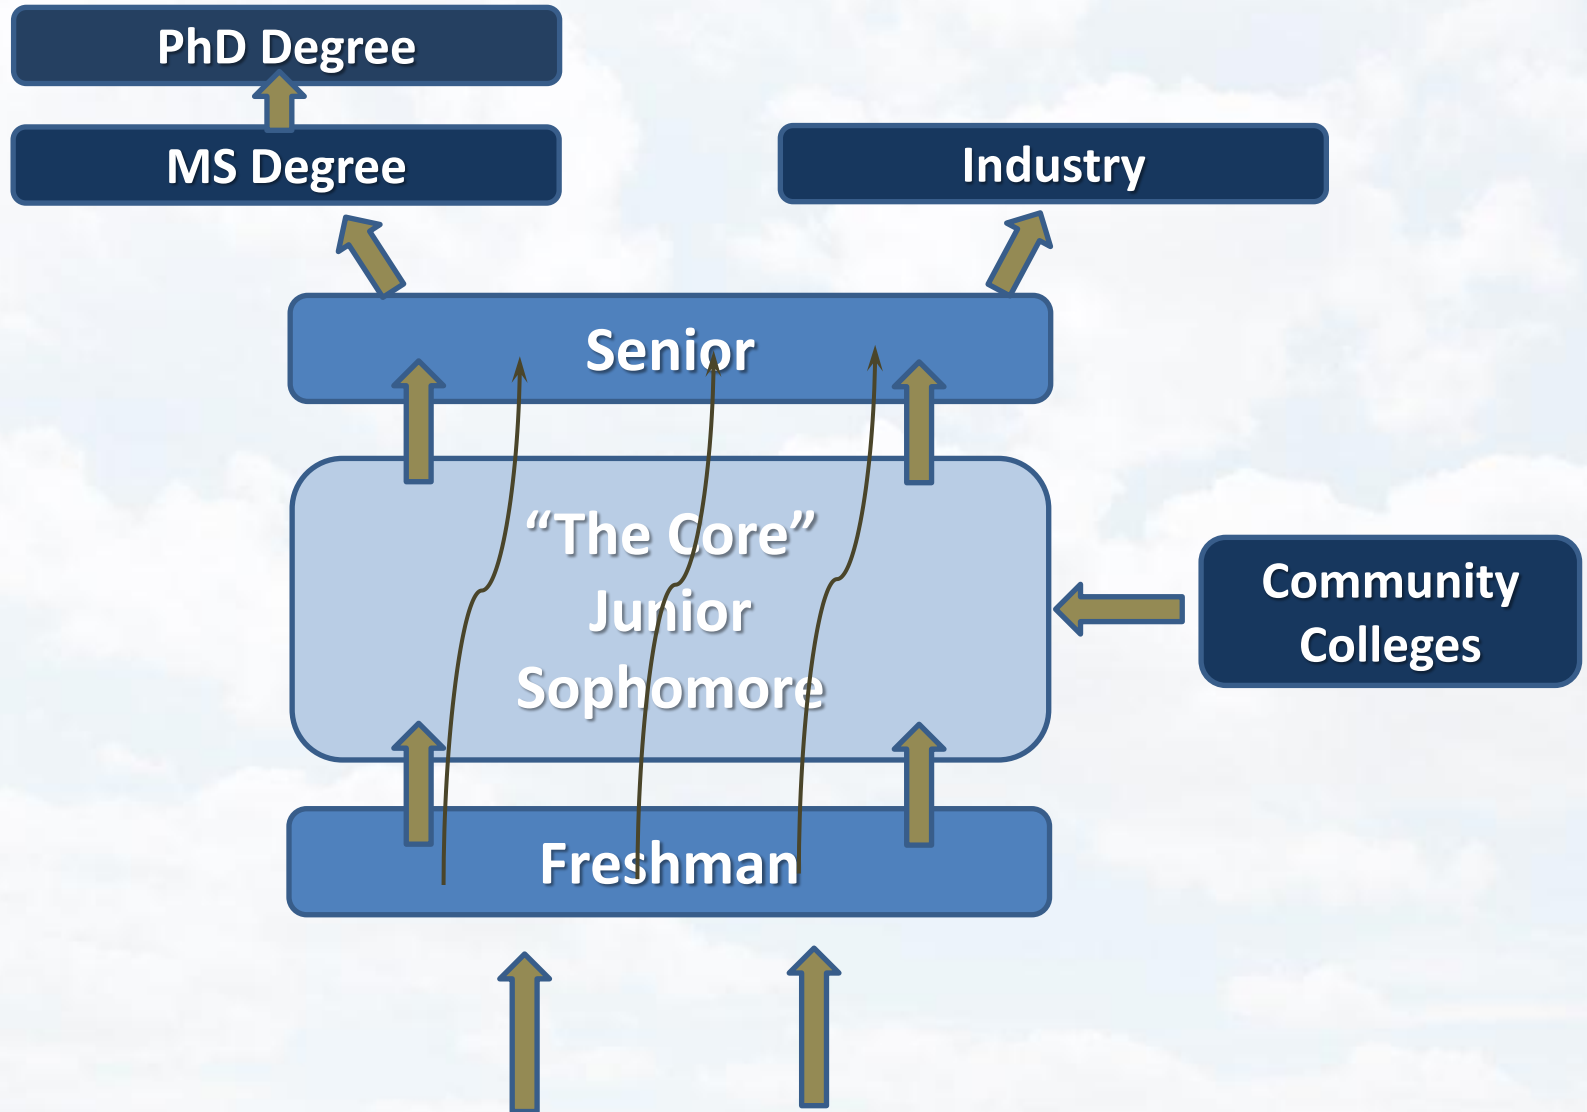 PhD Degree
MS Degree
Industry
Senior
“The Core”
Junior
Sophomore
Community
Colleges
Freshman